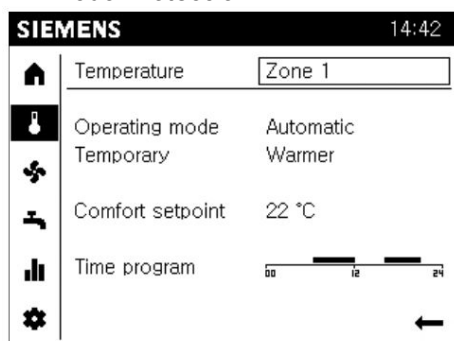 SIEMENS 14:42
Temperature Zone 1
Operating mode Automatic
Temporary Warmer
Comfort setpoint 22 °C
Time program
00 12 24